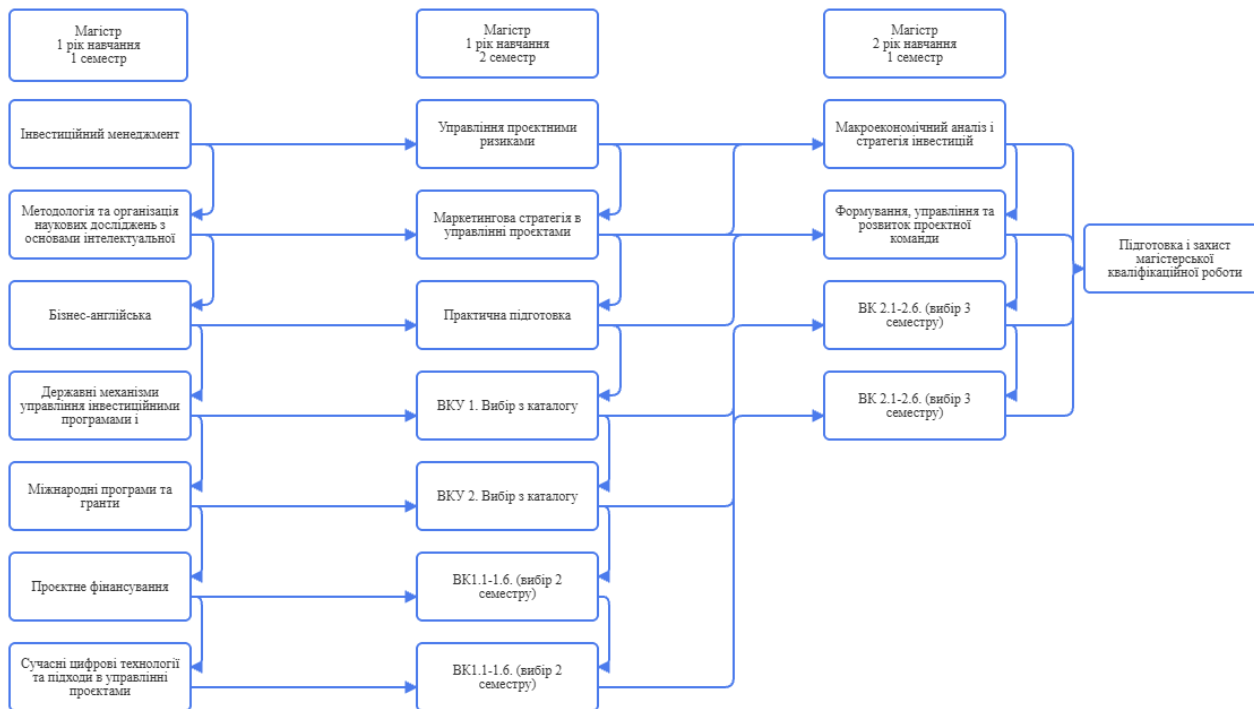 Магістр
1 рік навчання
1 семестр
Магістр
1 рік навчання
2 семестр
Магістр
2 рік навчання
1 семестр
Інвестиційний менеджмент
Управління проєктними
ризиками
Макроекономічний аналіз і
стратегія інвестицій
Методологія та організація
наукових досліджень з
основами інтелектуальної
Маркетингова стратегія в
управлінні проєктами
Формування, управління та
розвиток проєктної
команди
Підготовка і захист
магістерської
кваліфікаційної роботи
Бізнес-англійська
Практична підготовка
ВК 2.1-2.6. (вибір 3
семестру)
Державні механізми
управління інвестиційними
програмами і
ВКУ 1. Вибір з каталогу
ВК 2.1-2.6. (вибір 3
семестру)
Міжнародні програми та
гранти
ВКУ 2. Вибір з каталогу
Проєктне фінансування
ВК1.1-1.6. (вибір 2
семестру)
Сучасні цифрові технології
та підходи в управлінні
проєктами
ВК1.1-1.6. (вибір 2
семестру)